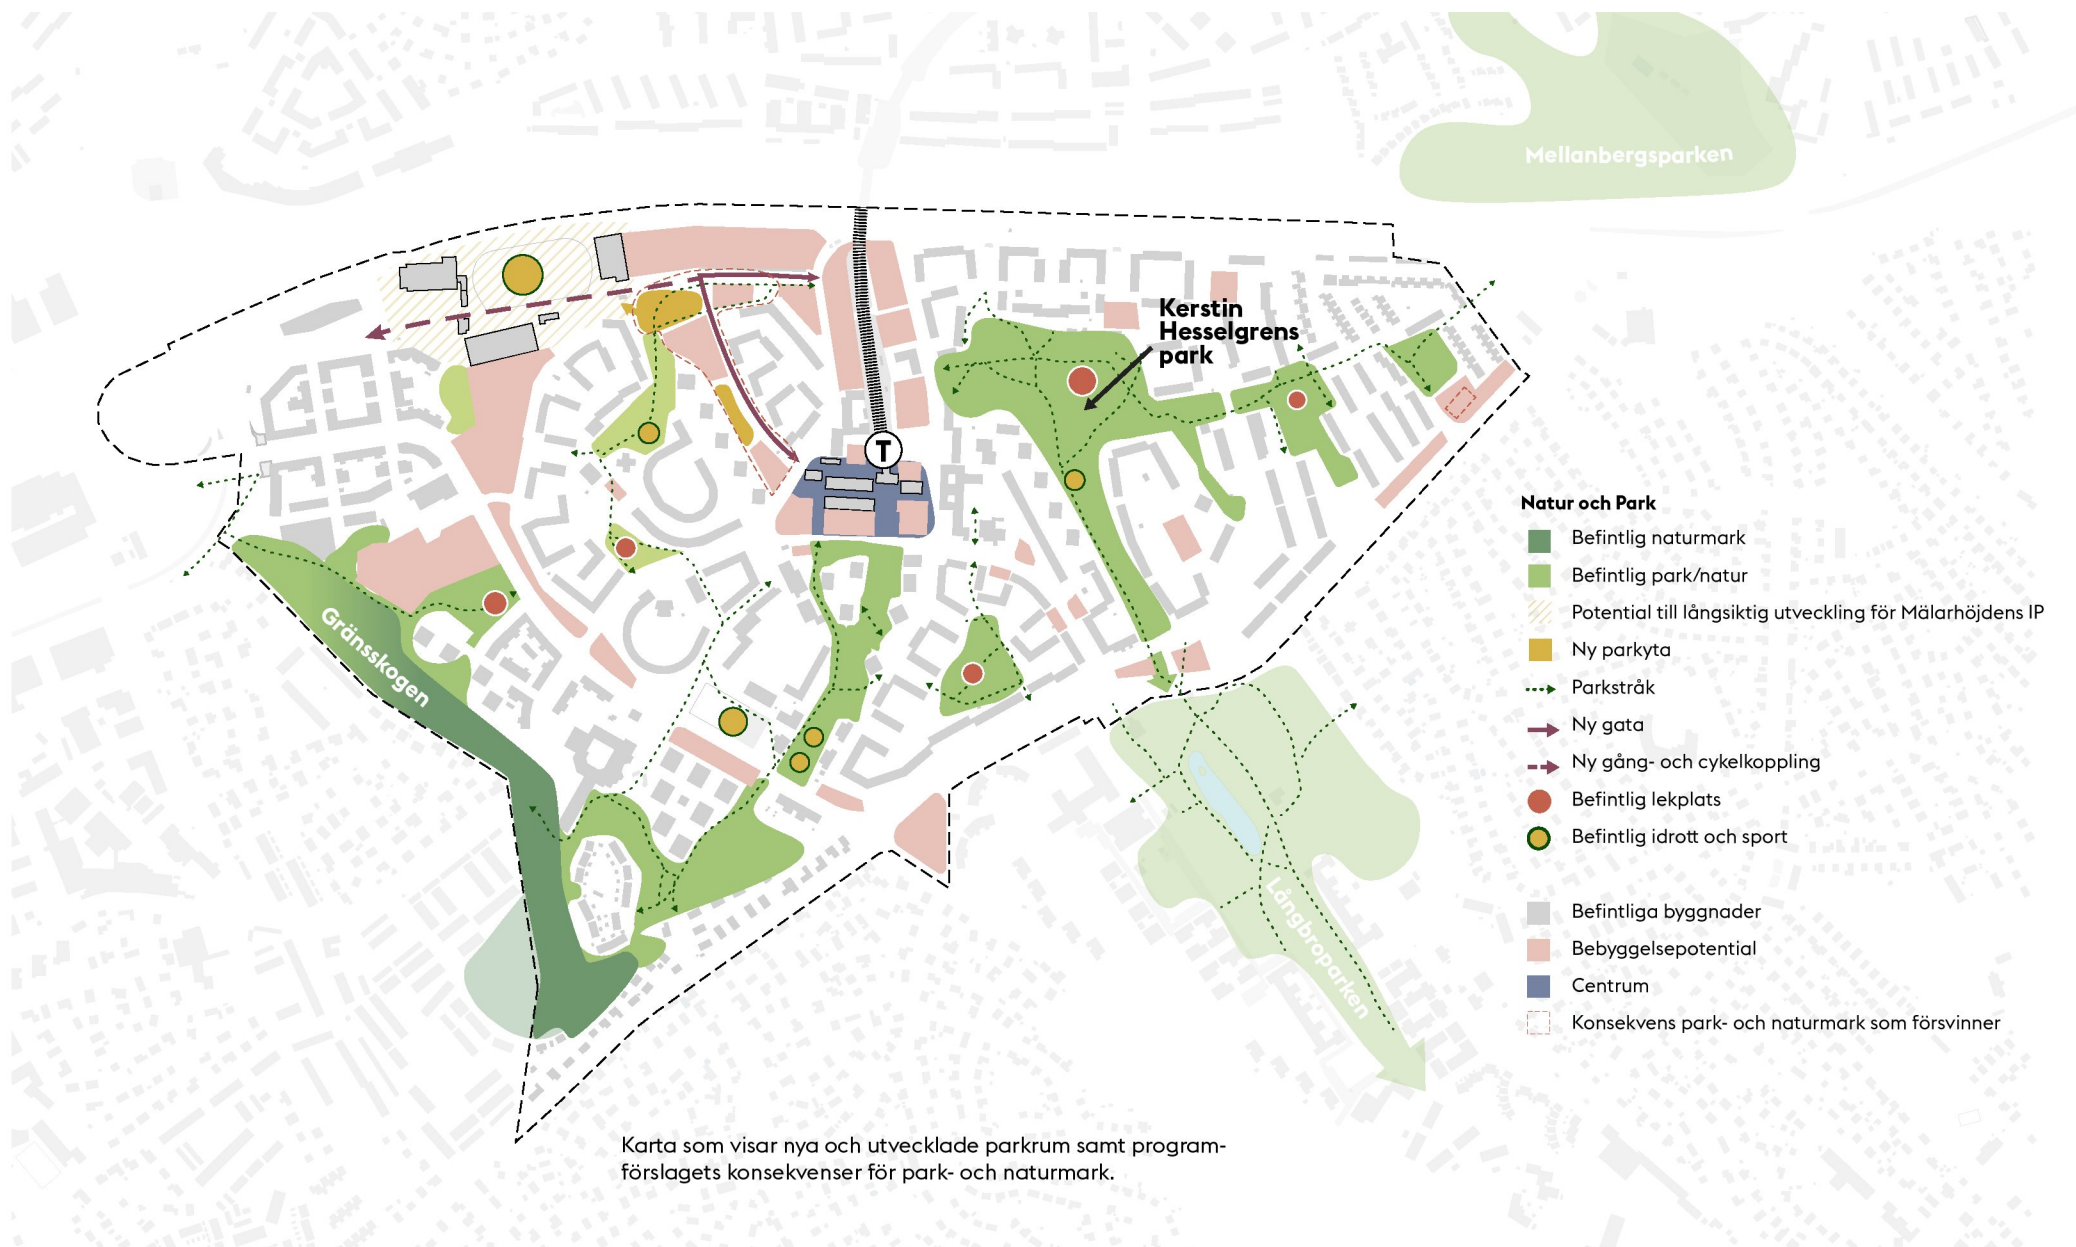 Mellanbergsparken
Kerstin
Hesselgrens
park
T
Gränsskogen
Långbroparken
Natur och Park
Befintlig naturmark
Befintlig park/natur
Potential till långsiktig utveckling för Mälarhöjdens IP
Ny parkyta
Parkstråk
Ny gata
Ny gång- och cykelkoppling
Befintlig lekplats
Befintlig idrott och sport
Befintliga byggnader
Bebyggelsepotential
Centrum
Konsekvens park- och naturmark som försvinner
Karta som visar nya och utvecklade parkrum samt program-
förslagets konsekvenser för park- och naturmark.